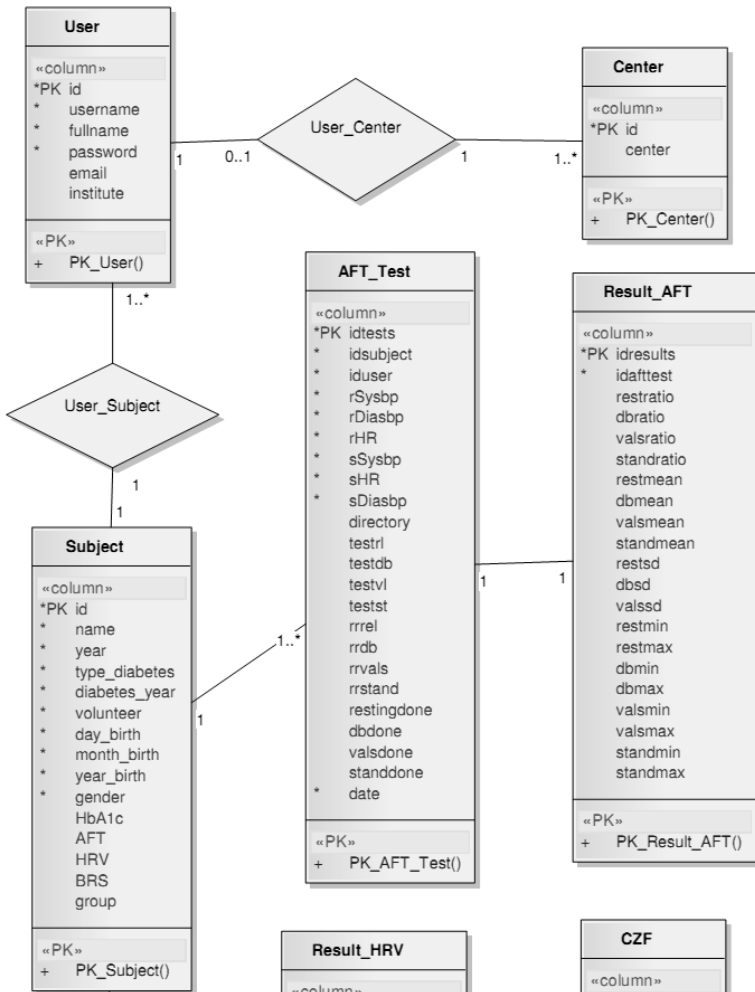 User
«column»
*PK id
* username
* fullname
* password
email
institute
«PK»
+ PK_User()
1
0..1
User_Center
1
1..*
Center
«column»
*PK id
center
«PK»
+ PK_Center()
1..*
User_Subject
1
1
Subject
«column»
*PK id
* name
* year
* type_diabetes
* diabetes_year
* volunteer
* day_birth
* month_birth
* year_birth
* gender
HbA1c
AFT
HRV
BRS
group
«PK»
+ PK_Subject()
1
1..*
AFT_Test
«column»
*PK idtests
* idsubject
* iduser
* rSysbp
* rDiasbp
* rHR
* sSysbp
* sHR
* sDiasbp
directory
testrl
testdb
testvl
testst
rrrel
rrdb
rrvals
rrstand
restingdone
dbdone
valsdone
standdone
* date
«PK»
+ PK_AFT_Test()
1
1
Result_AFT
«column»
*PK idresults
* idafttest
restratio
dbratio
valsratio
standratio
restmean
dbmean
valsmean
standmean
restsd
dbsd
valssd
restmin
restmax
dbmin
dbmax
valsmin
valsmax
standmin
standmax
«PK»
+ PK_Result_AFT()
Result_HRV
«column»
CZF
«column»